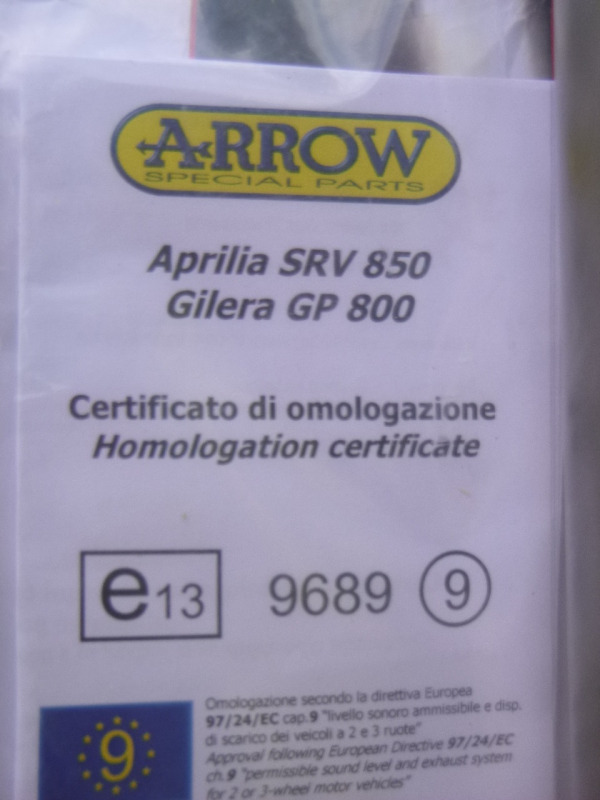 ARROW
SPECIAL PARTS
Aprilia SRV 850
Gilera GP 800
Certificato di omologazione
Homologation certificate
e13 9689 9
Omologazione secondo la direttiva Europea
97/24/EC cap.9 "livello sonoro ammissibile e disp.
di scarico dei veicoli a 2 e 3 ruote"
9
Approval following European Directive 97/24/EC
ch.9 "permissible sound level and exhaust system
for 2 or 3-wheel motor vehicles"